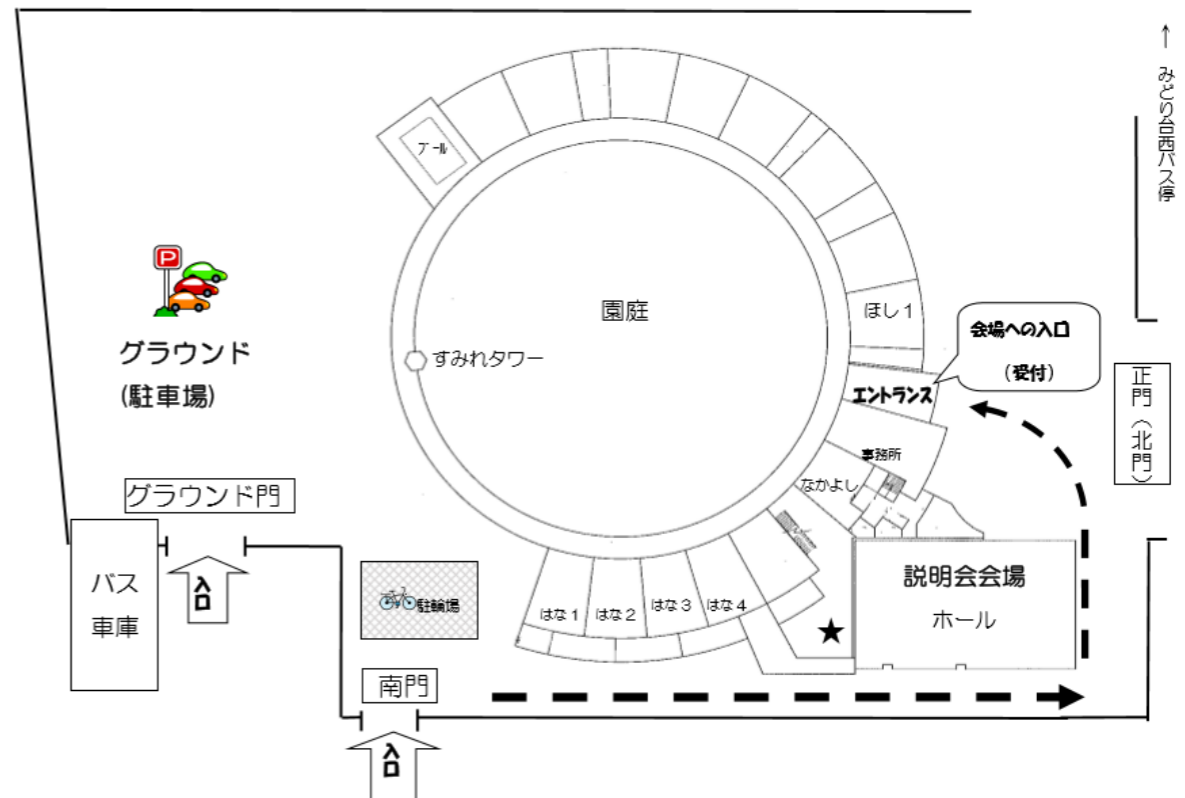 ↑ みどり台西バス停
プール
P
園庭
ほし1
会場への入口
(受付)
すみれタワー
グラウンド
(駐車場)
エントランス
正門(北門)
事務所
なかよし
グラウンド門
バス
車庫
入口
駐輪場
はな1
はな2
はな3
はな4
説明会会場
ホール
★
南門
入口